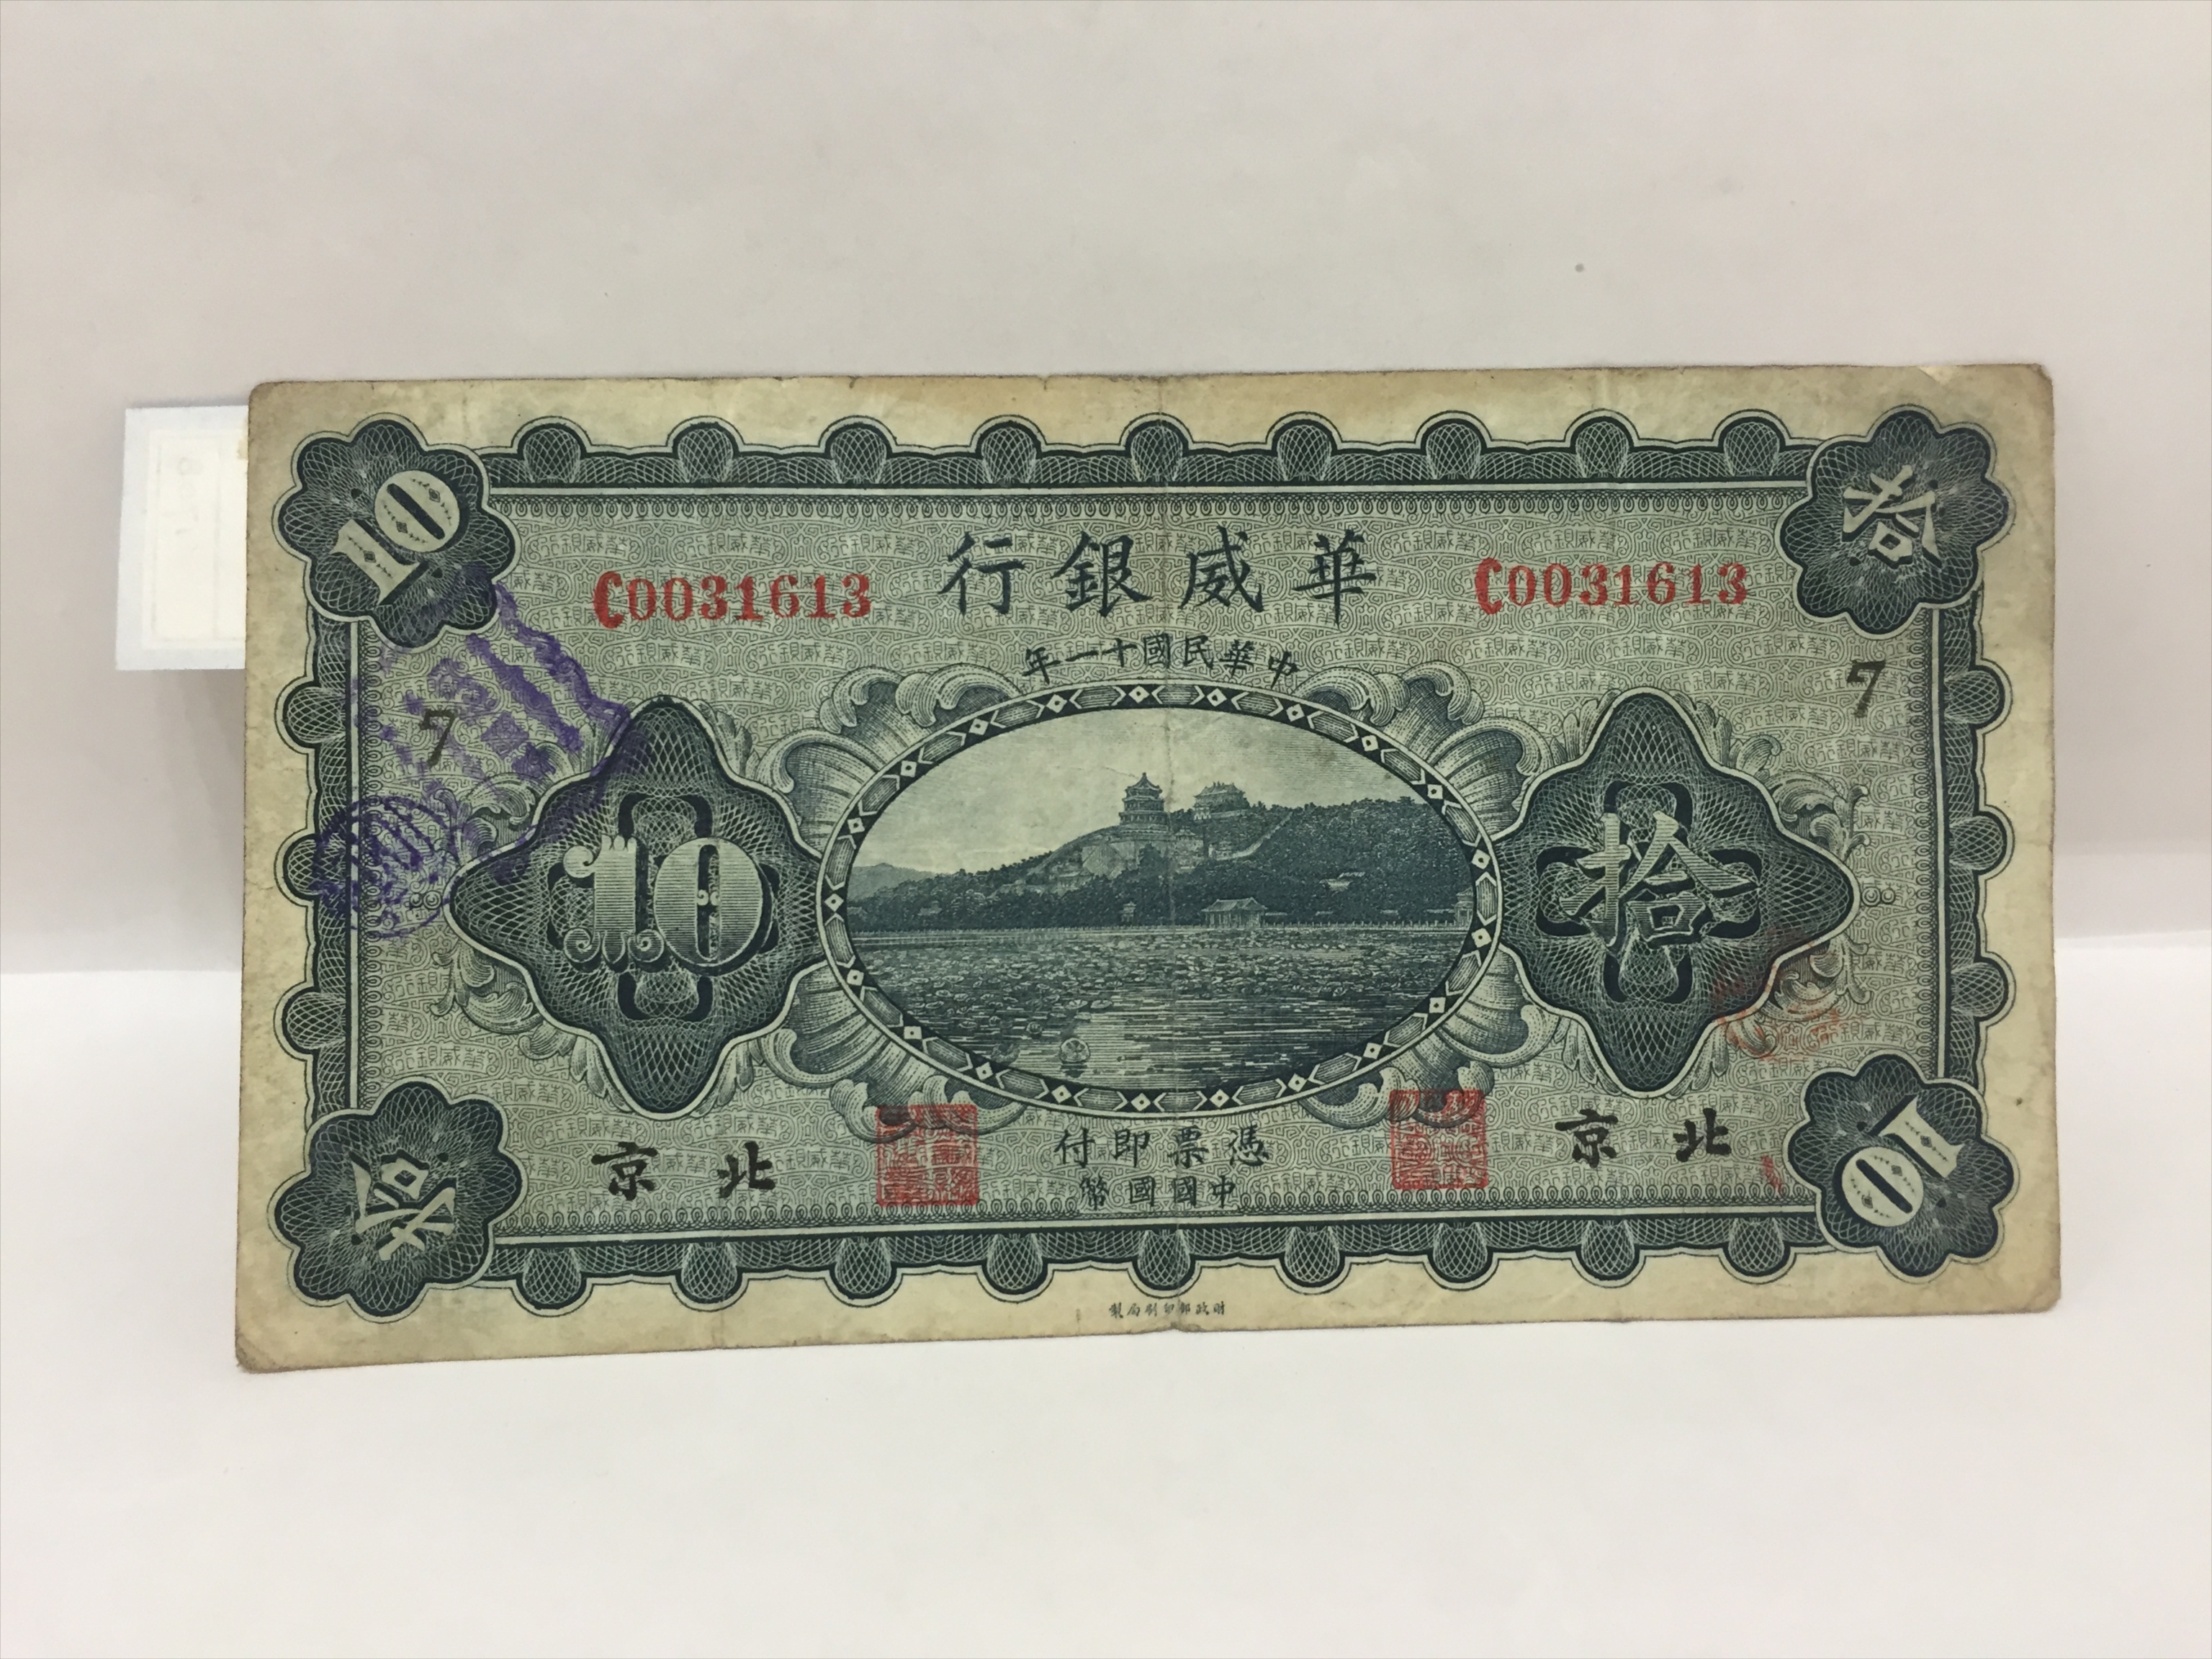 10
拾
華威銀行
C0031613
C0031613
中華民國十一年
7
7
10
拾
北京
憑票即付
北京
中國國幣
拾
10
財政部印刷局製